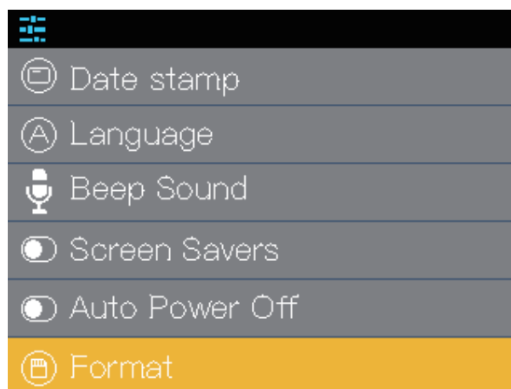 Date stamp
Language
Beep Sound
Screen Savers
Auto Power Off
Format